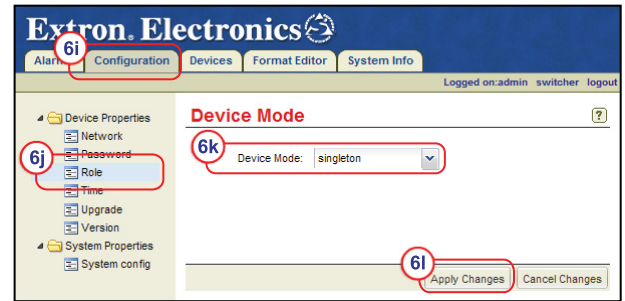 Extron. Electronics
6i
Alarm Configuration Devices Format Editor System Info
Logged on:admin switcher logout
Device Properties
Network
Password
Role
Time
Upgrade
Version
System Properties
System config
6j
Device Mode ?
6k
Device Mode: singleton
6l
Apply Changes Cancel Changes